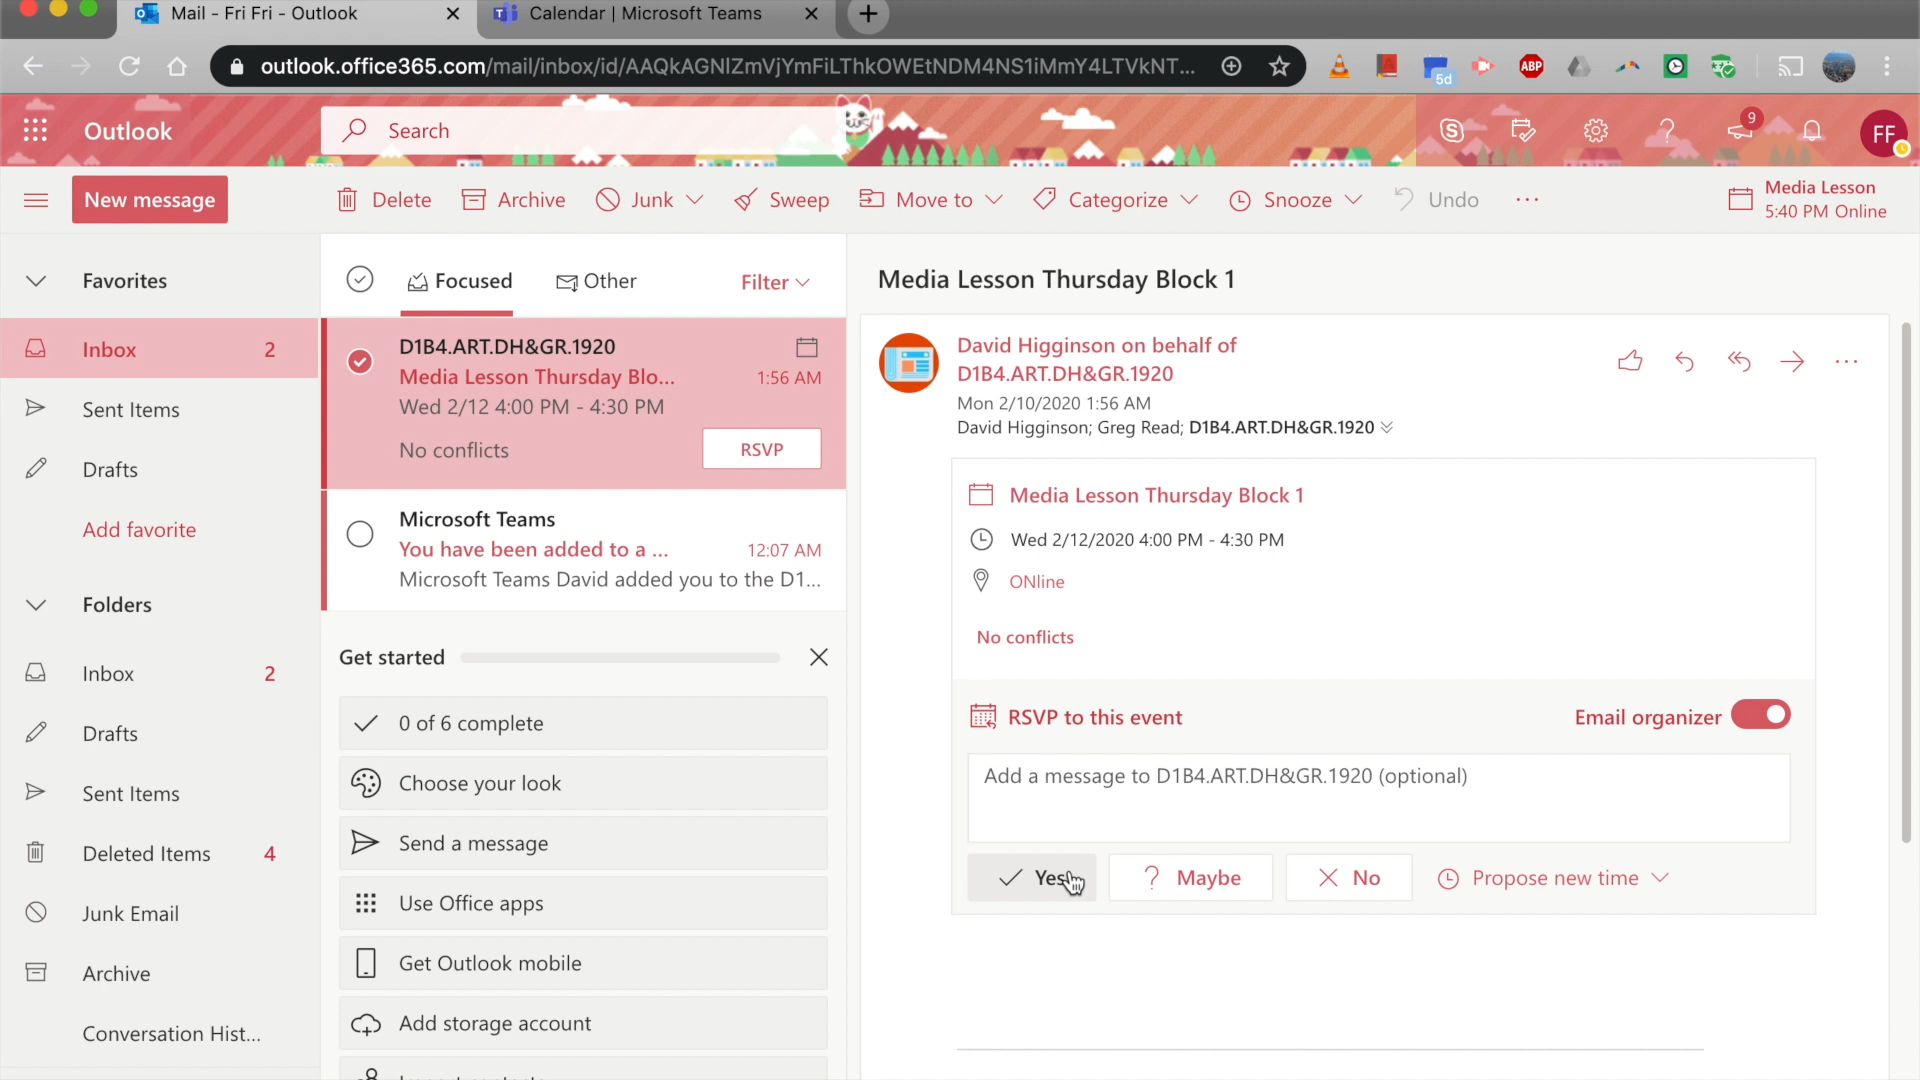 Mail - Fri Fri - Outlook
Calendar | Microsoft Teams
outlook.office365.com/mail/inbox/id/AAQkAGNlZmVjYmFiLThkOWEtNDM4NS1iMmY4LTVkNT...
5d
ABP
Outlook
Search
9
FF
New message
Delete
Archive
Junk
Sweep
Move to
Categorize
Snooze
Undo
Media Lesson
5:40 PM Online
Favorites
Inbox 2
Sent Items
Drafts
Add favorite
Folders
Inbox 2
Drafts
Sent Items
Deleted Items 4
Junk Email
Archive
Conversation Hist...
Focused
Other
Filter
D1B4.ART.DH&GR.1920
Media Lesson Thursday Blo... 1:56 AM
Wed 2/12 4:00 PM - 4:30 PM
No conflicts
RSVP
Microsoft Teams
You have been added to a ... 12:07 AM
Microsoft Teams David added you to the D1...
Get started
0 of 6 complete
Choose your look
Send a message
Use Office apps
Get Outlook mobile
Add storage account
Media Lesson Thursday Block 1
David Higginson on behalf of
D1B4.ART.DH&GR.1920
Mon 2/10/2020 1:56 AM
David Higginson; Greg Read; D1B4.ART.DH&GR.1920
Media Lesson Thursday Block 1
Wed 2/12/2020 4:00 PM - 4:30 PM
ONline
No conflicts
RSVP to this event
Email organizer
Add a message to D1B4.ART.DH&GR.1920 (optional)
Yes
Maybe
No
Propose new time